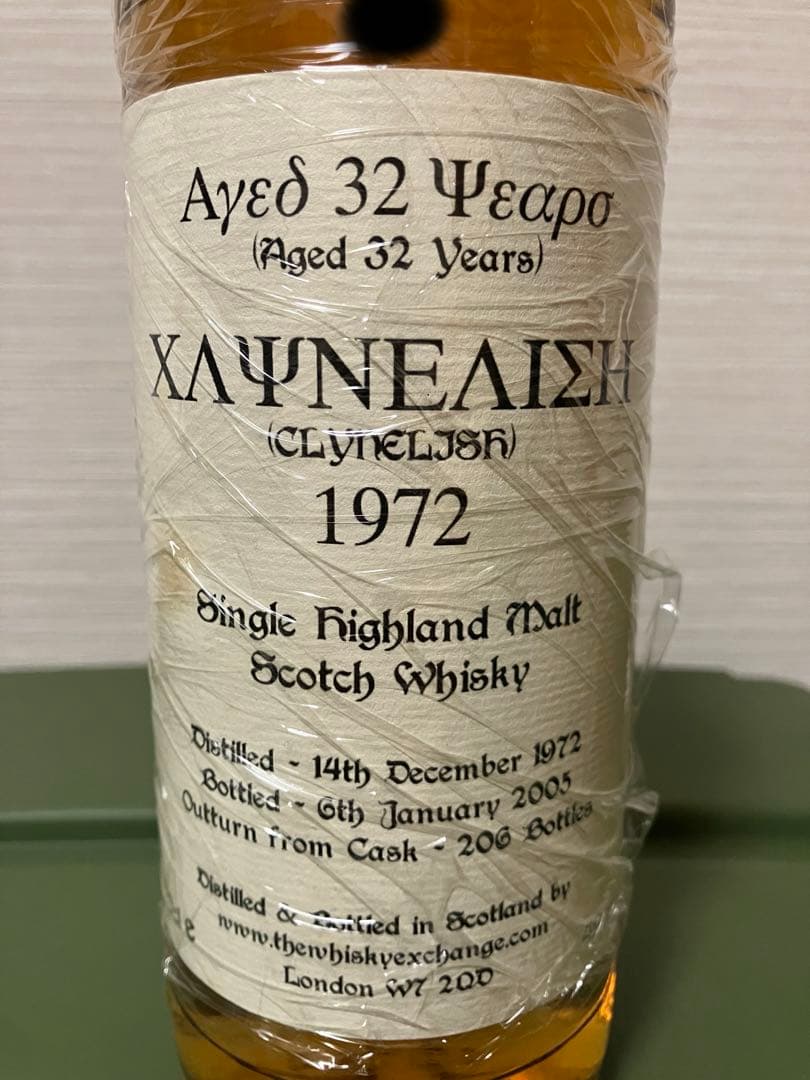 Αγεδ 32 Ψεαρσ
(Aged 32 Years)
ΧΛΨΝΕΛΙΣΗ
(CLYNELISH)
1972
Single Highland Malt
Scotch Whisky
Distilled - 14th December 1972
Bottled - 6th January 2005
Outturn from Cask - 206 Bottles
Distilled & Bottled in Scotland by
www.thewhiskyexchange.com
London W7 2QD